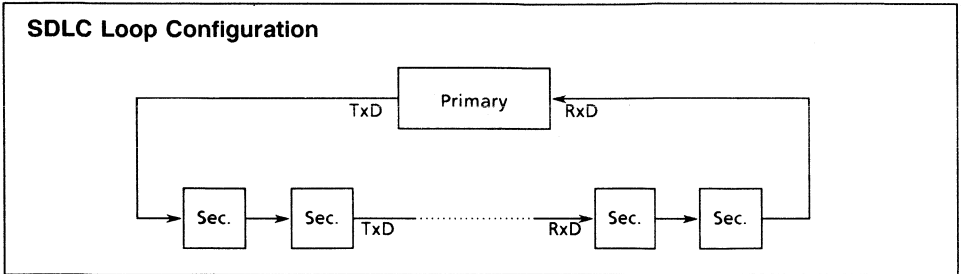 SDLC Loop Configuration
TxD Primary RxD
Sec. Sec. TxD RxD Sec. Sec.